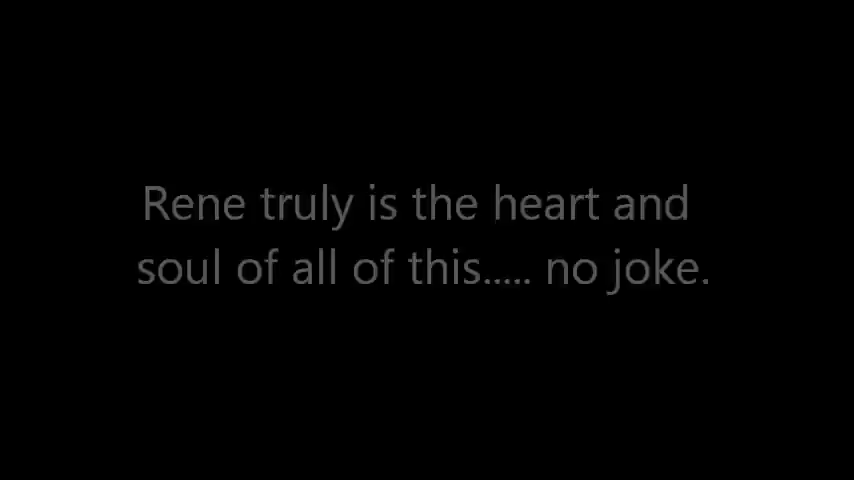 Rene truly is the heart and
soul of all of this..... no joke.